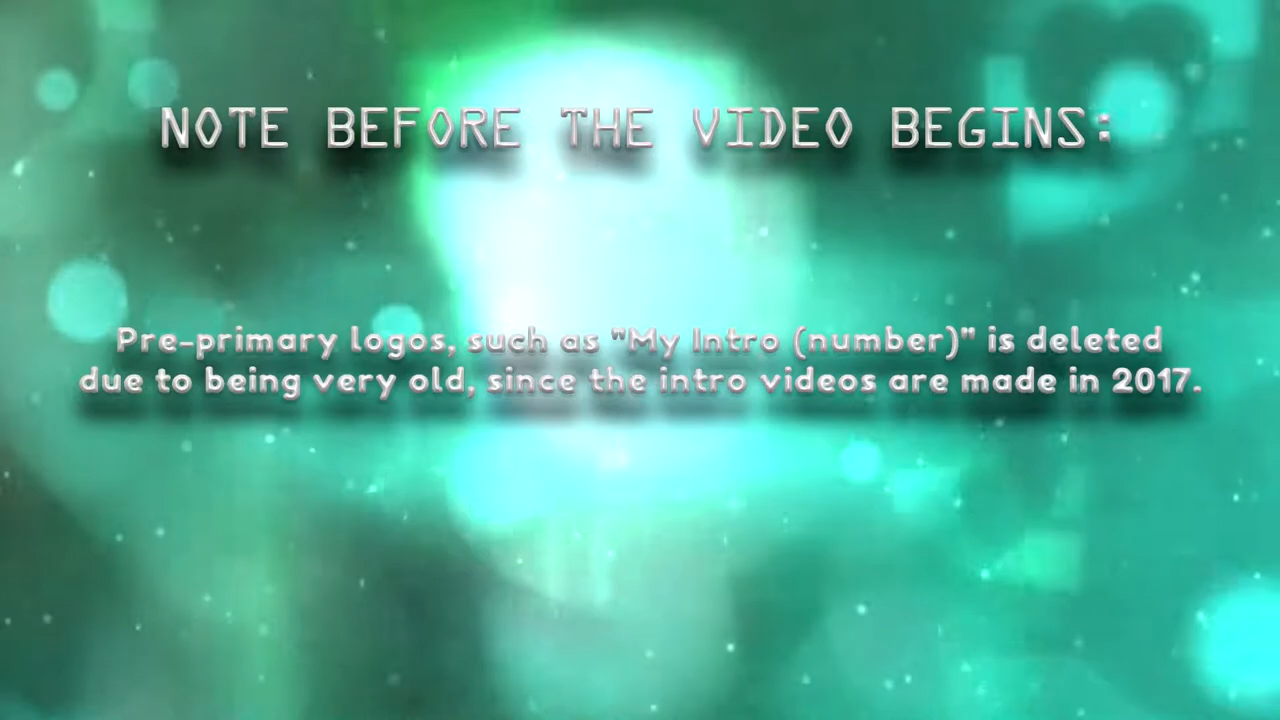 NOTE BEFORE THE VIDEO BEGINS:
Pre-primary logos, such as "My Intro (number)" is deleted
due to being very old, since the intro videos are made in 2017.